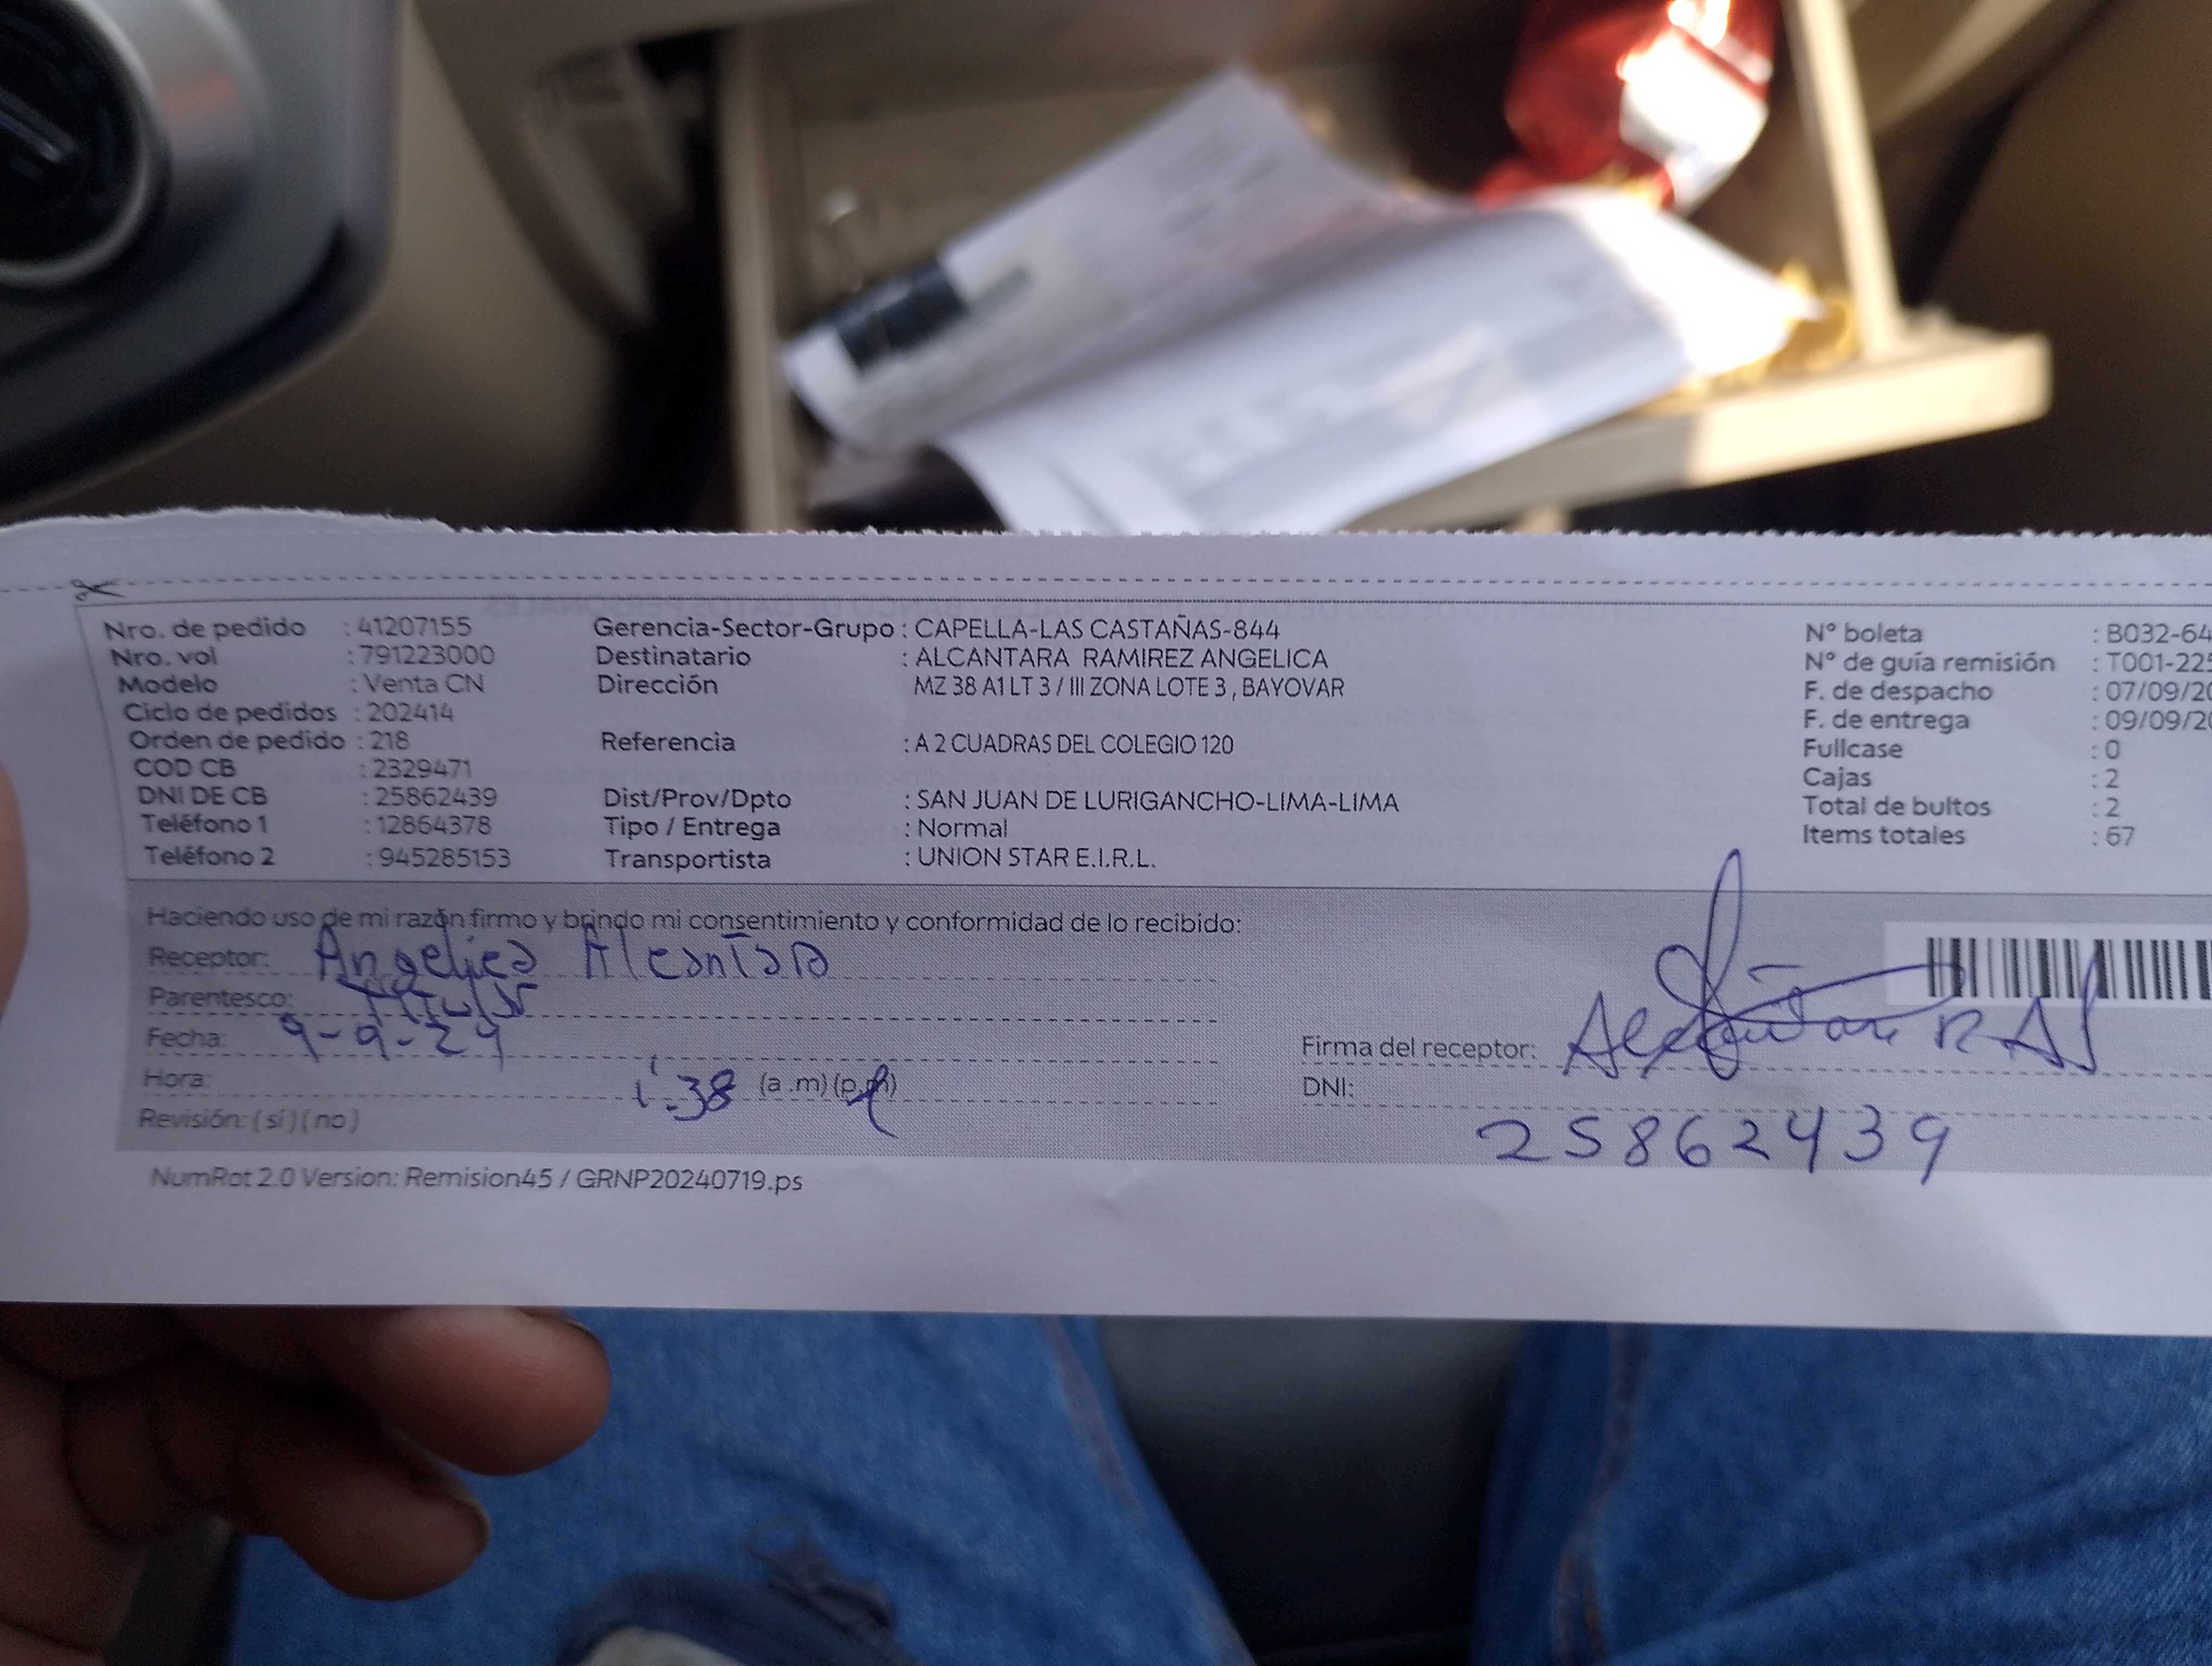 Nro. de pedido : 41207155 Gerencia-Sector-Grupo : CAPELLA-LAS CASTAÑAS-844 N° boleta : B032-64
Nro. vol : 791223000 Destinatario : ALCANTARA RAMIREZ ANGELICA N° de guía remisión : T001-225
Modelo : Venta CN Dirección MZ 38 A1 LT 3 / III ZONA LOTE 3 , BAYOVAR F. de despacho : 07/09/20
Ciclo de pedidos : 202414 F. de entrega : 09/09/20
Orden de pedido : 218 Referencia : A 2 CUADRAS DEL COLEGIO 120 Fullcase : 0
COD CB : 2329471 Cajas : 2
DNI DE CB : 25862439 Dist/Prov/Dpto : SAN JUAN DE LURIGANCHO-LIMA-LIMA Total de bultos : 2
Teléfono 1 : 12864378 Tipo / Entrega : Normal Items totales : 67
Teléfono 2 : 945285153 Transportista : UNION STAR E.I.R.L.
Haciendo uso de mi razón firmo y brindo mi consentimiento y conformidad de lo recibido:
Receptor: Angelica Alcantara
Parentesco: Titular
Fecha: 9-9-24 Firma del receptor:
Hora: 1:38 (a.m)(p.m) DNI:
Revisión: ( si ) ( no ) 25862439
NumRot 2.0 Version: Remision45 / GRNP20240719.ps